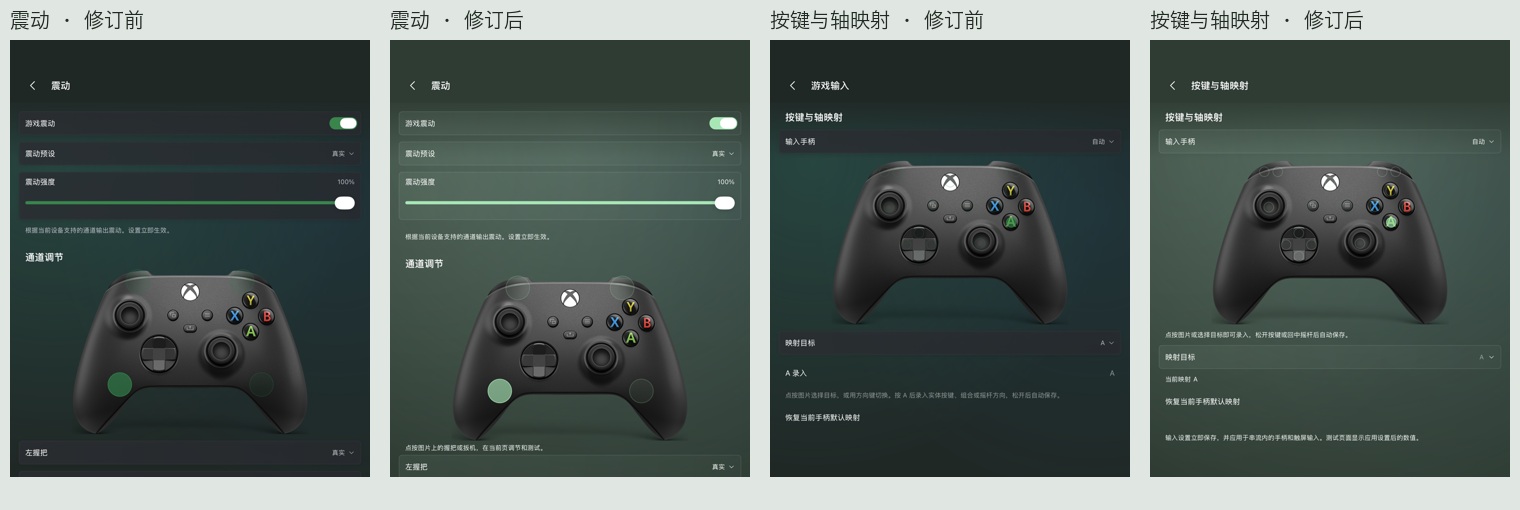 震动 · 修订前
震动
游戏震动
震动预设
真实
震动强度
100%
根据当前设备支持的通道输出震动。设置立即生效。
通道调节
Y
X
B
A
左握把
真实
震动 · 修订后
震动
游戏震动
震动预设
真实
震动强度
100%
根据当前设备支持的通道输出震动。设置立即生效。
通道调节
Y
X
B
A
点按图片上的握把或扳机，在当前页调节和测试。
左握把
真实
按键与轴映射 · 修订前
游戏输入
按键与轴映射
输入手柄
自动
Y
X
B
A
映射目标
A
A 录入
A
点按图片选择目标，或用方向键切换。按 A 后录入实体按键、组合或摇杆方向，松开后自动保存。
恢复当前手柄默认映射
按键与轴映射 · 修订后
按键与轴映射
按键与轴映射
输入手柄
自动
Y
X
B
A
点按图片或选择目标即可录入，松开按键或回中摇杆后自动保存。
映射目标
A
当前映射 A
恢复当前手柄默认映射
输入设置立即保存，并应用于串流内的手柄和触屏输入。测试页面显示应用设置后的数值。